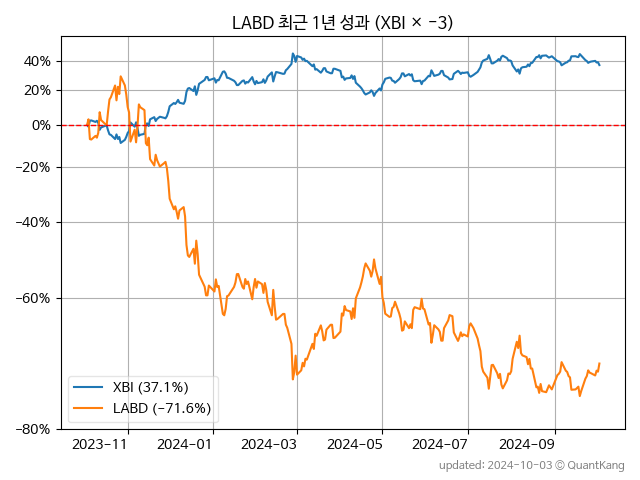 LABD 최근 1년 성과 (XBI × −3)
40%
20%
0%
−20%
−40%
−60%
−80%
XBI (37.1%)
LABD (−71.6%)
2023-11 2024-01 2024-03 2024-05 2024-07 2024-09
updated: 2024-10-03 © QuantKang